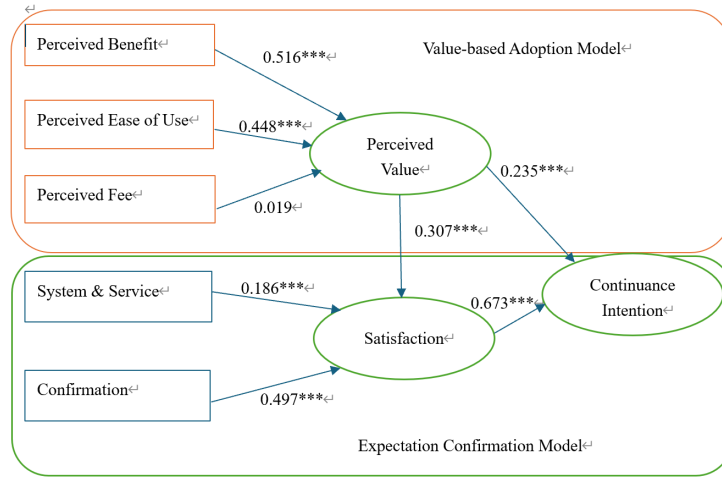 Perceived Benefit
Value-based Adoption Model
0.516***
Perceived Ease of Use
0.448***
Perceived
Value
Perceived Fee
0.019
0.235***
0.307***
System & Service
0.186***
Continuance
Intention
0.673***
Satisfaction
Confirmation
0.497***
Expectation Confirmation Model